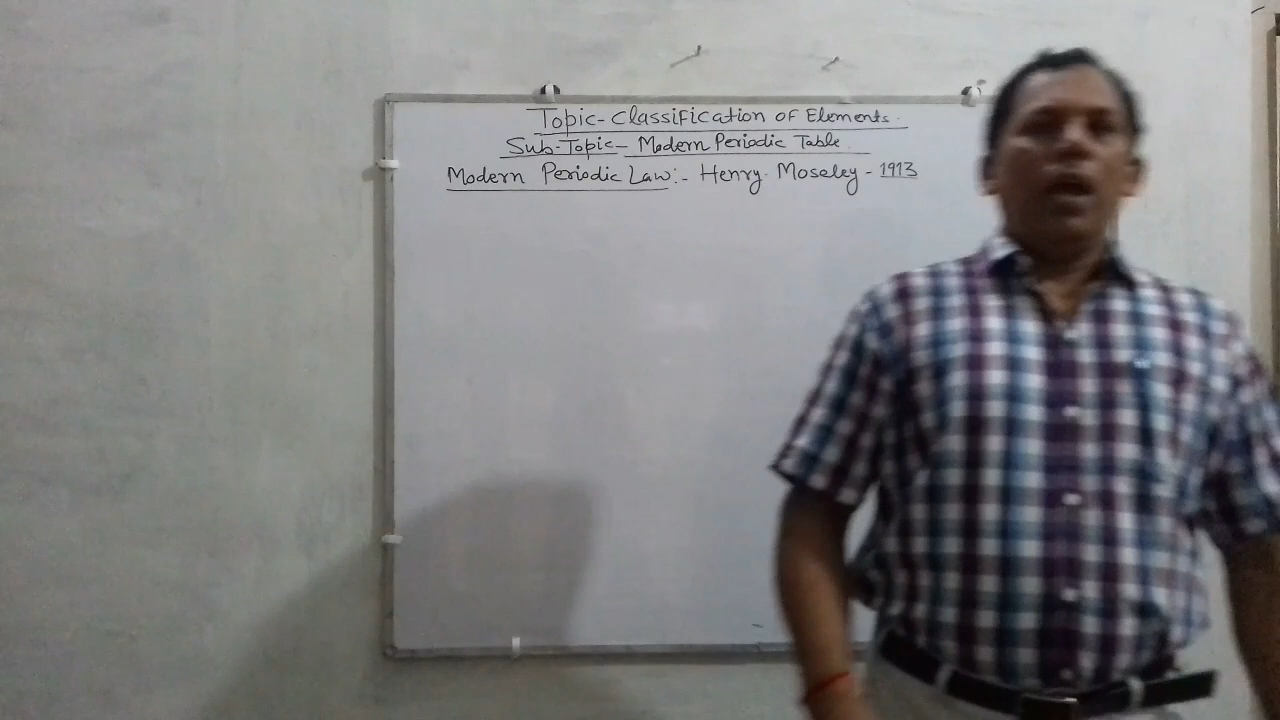 Topic- Classification of Elements.
Sub-Topic- Modern Periodic Table
Modern Periodic Law:- Henry Moseley - 1913